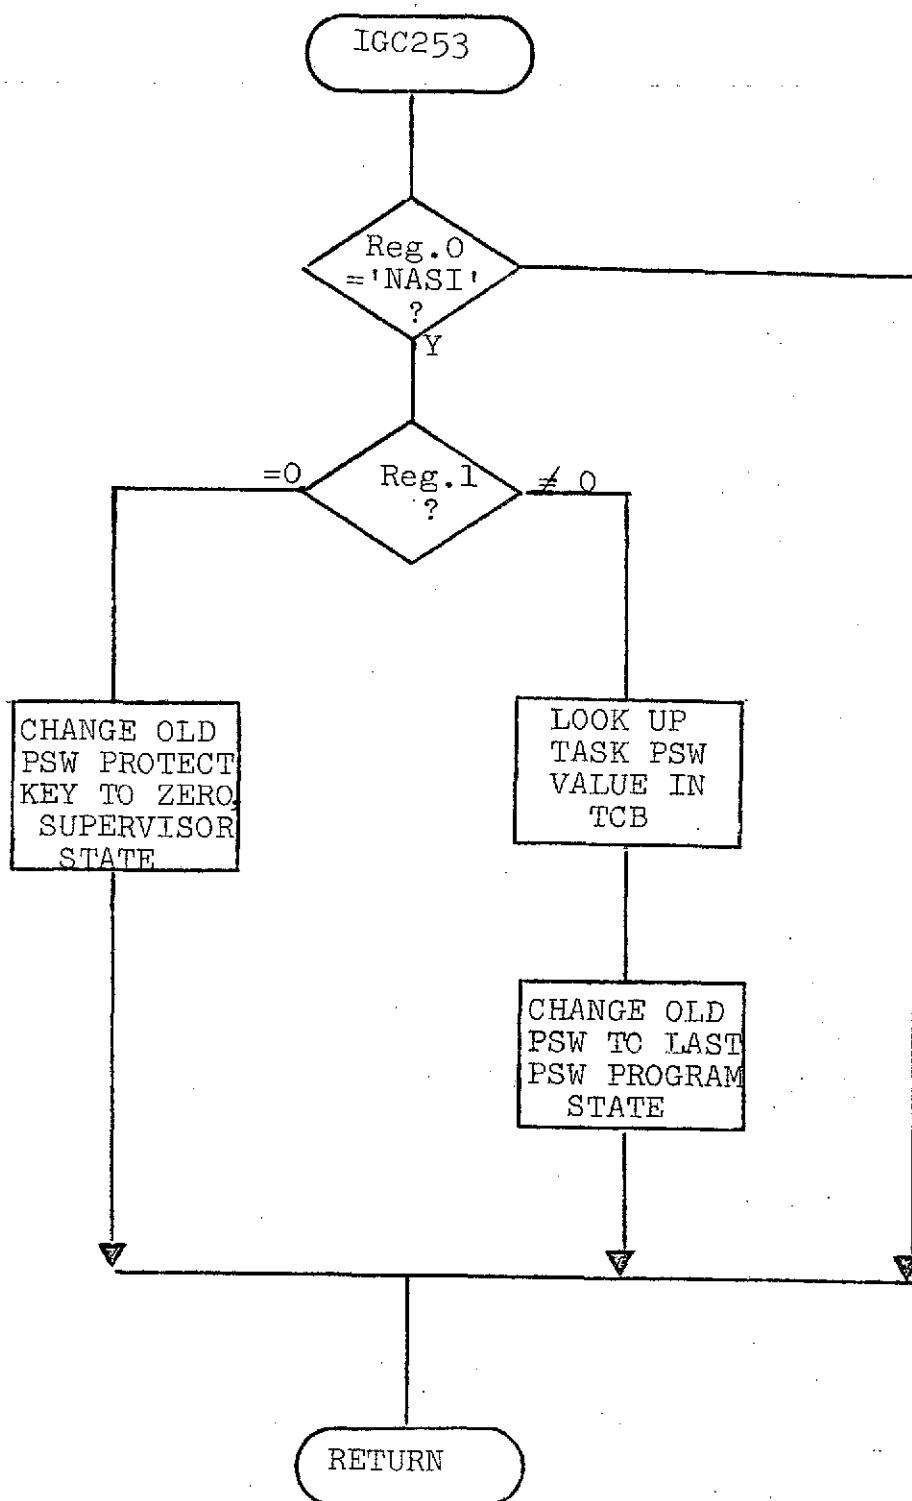 IGC253
Reg.0
='NASI'
?
Y
=0
Reg.1
?
≠ 0
CHANGE OLD
PSW PROTECT
KEY TO ZERO,
SUPERVISOR
STATE
LOOK UP
TASK PSW
VALUE IN
TCB
CHANGE OLD
PSW TO LAST
PSW PROGRAM
STATE
RETURN